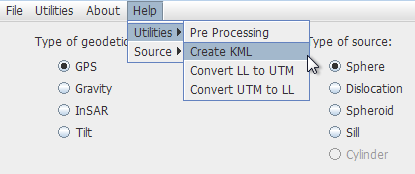 File Utilities About Help
Type of geodetic
Type of source:
Utilities
Source
Pre Processing
Create KML
Convert LL to UTM
Convert UTM to LL
GPS
Gravity
InSAR
Tilt
Sphere
Dislocation
Spheroid
Sill
Cylinder